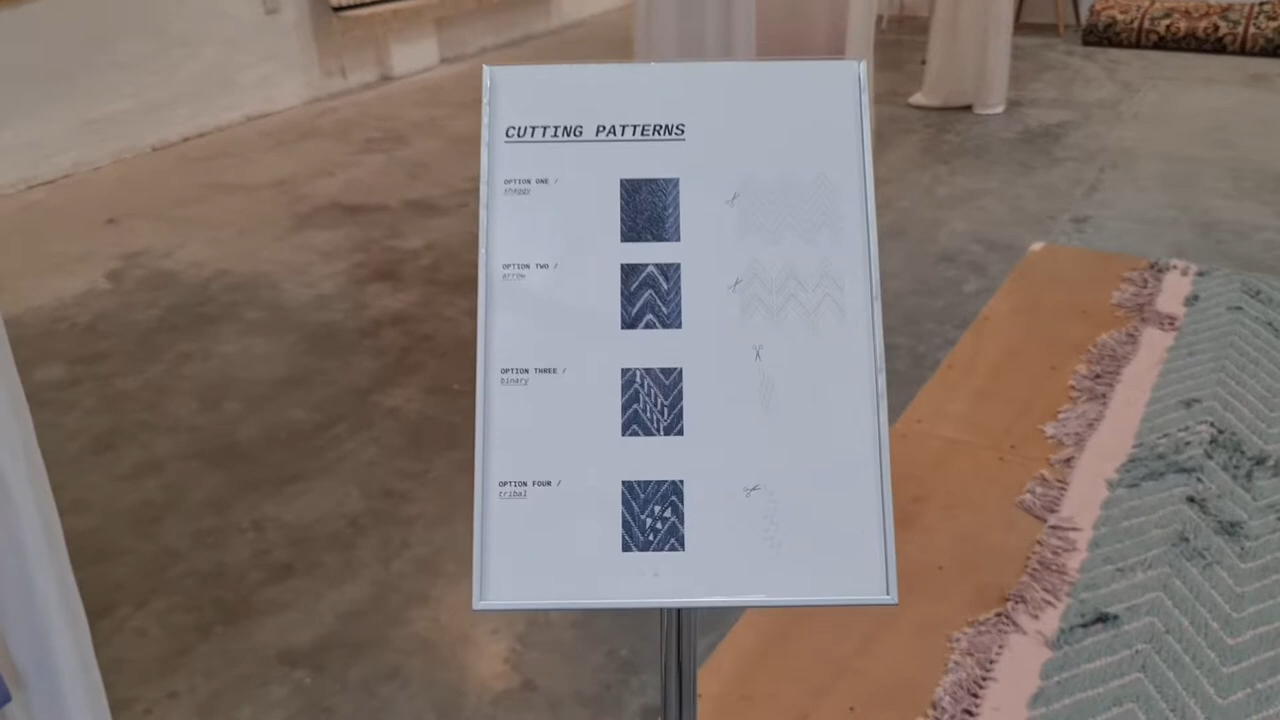 CUTTING PATTERNS
OPTION ONE /
shaggy
OPTION TWO /
arrow
OPTION THREE /
binary
OPTION FOUR /
tribal